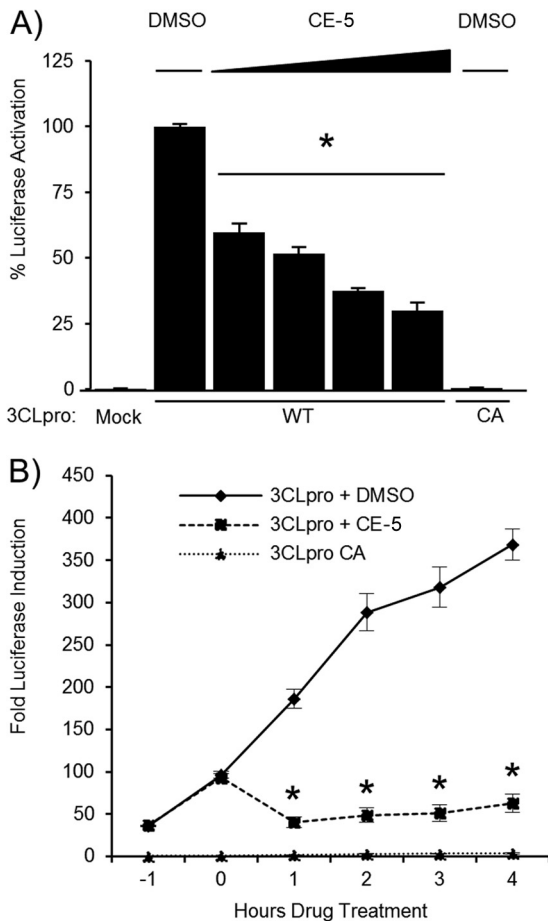 A)
DMSO CE-5 DMSO
% Luciferase Activation
125
100
75
50
25
0
*
3CLpro: Mock WT CA
B)
Fold Luciferase Induction
450
400
350
300
250
200
150
100
50
0
3CLpro + DMSO
3CLpro + CE-5
3CLpro CA
* * * *
-1 0 1 2 3 4
Hours Drug Treatment